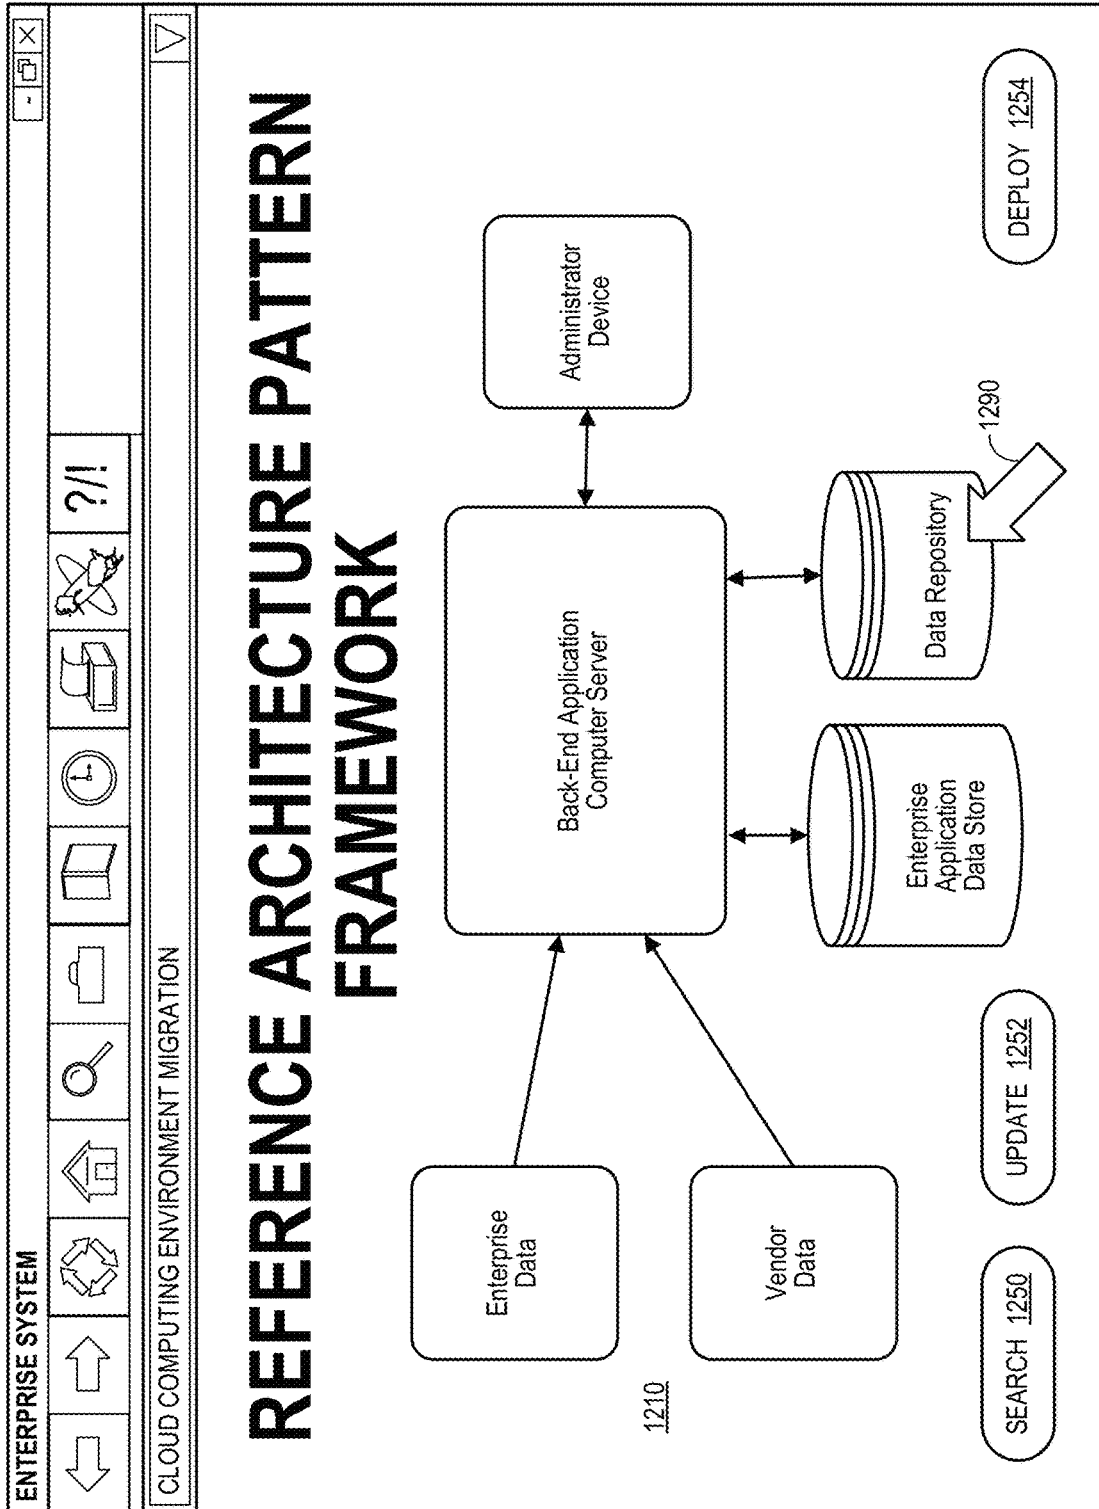 ENTERPRISE SYSTEM
?/!
CLOUD COMPUTING ENVIRONMENT MIGRATION
REFERENCE ARCHITECTURE PATTERN
FRAMEWORK
Enterprise
Data
Vendor
Data
Back-End Application
Computer Server
Administrator
Device
Enterprise
Application
Data Store
Data Repository
1290
1210
SEARCH 1250
UPDATE 1252
DEPLOY 1254